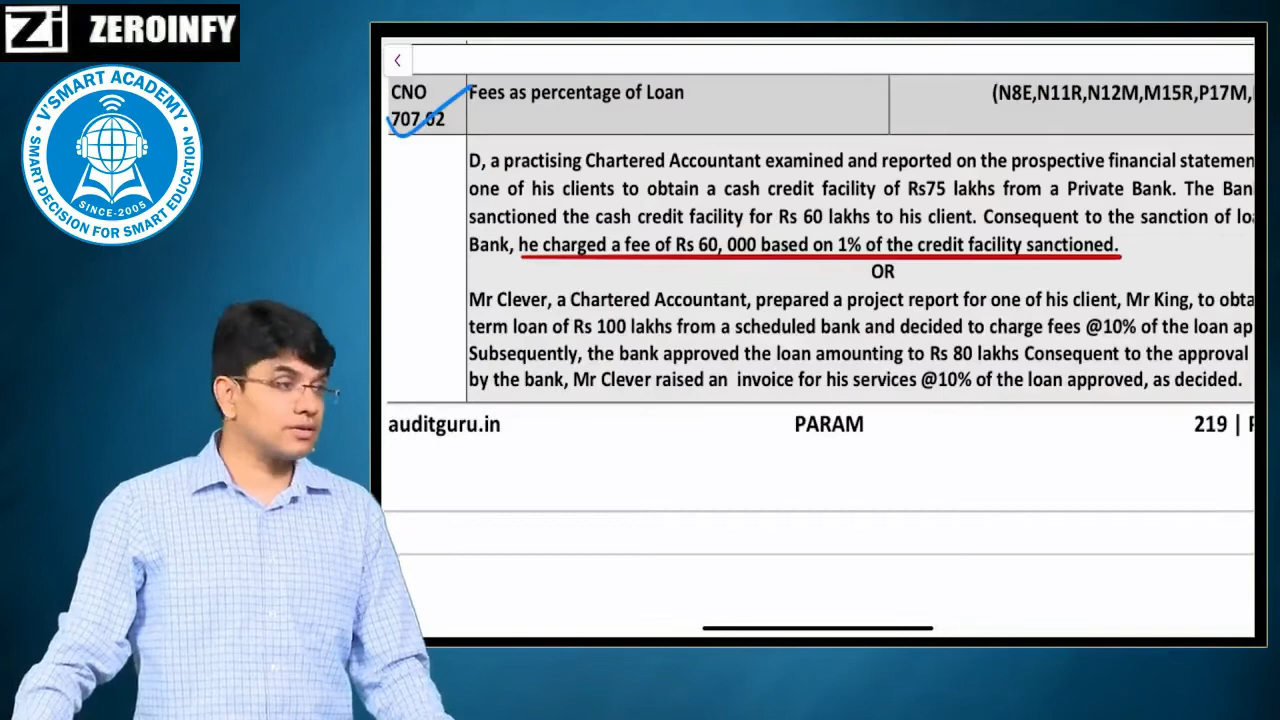 Zi ZEROINFY
V'SMART ACADEMY
SINCE-2005
SMART DECISION FOR SMART EDUCATION
CNO
707.02
Fees as percentage of Loan
(N8E,N11R,N12M,M15R,P17M,
D, a practising Chartered Accountant examined and reported on the prospective financial statemen
one of his clients to obtain a cash credit facility of Rs75 lakhs from a Private Bank. The Ban
sanctioned the cash credit facility for Rs 60 lakhs to his client. Consequent to the sanction of loa
Bank, he charged a fee of Rs 60, 000 based on 1% of the credit facility sanctioned.
OR
Mr Clever, a Chartered Accountant, prepared a project report for one of his client, Mr King, to obta
term loan of Rs 100 lakhs from a scheduled bank and decided to charge fees @10% of the loan ap
Subsequently, the bank approved the loan amounting to Rs 80 lakhs Consequent to the approval
by the bank, Mr Clever raised an invoice for his services @10% of the loan approved, as decided.
auditguru.in
PARAM
219 |